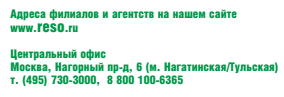 Адреса филиалов и агентств на нашем сайте
www.reso.ru
Центральный офис
Москва, Нагорный пр-д, 6 (м. Нагатинская/Тульская)
т. (495) 730-3000, 8 800 100-6365